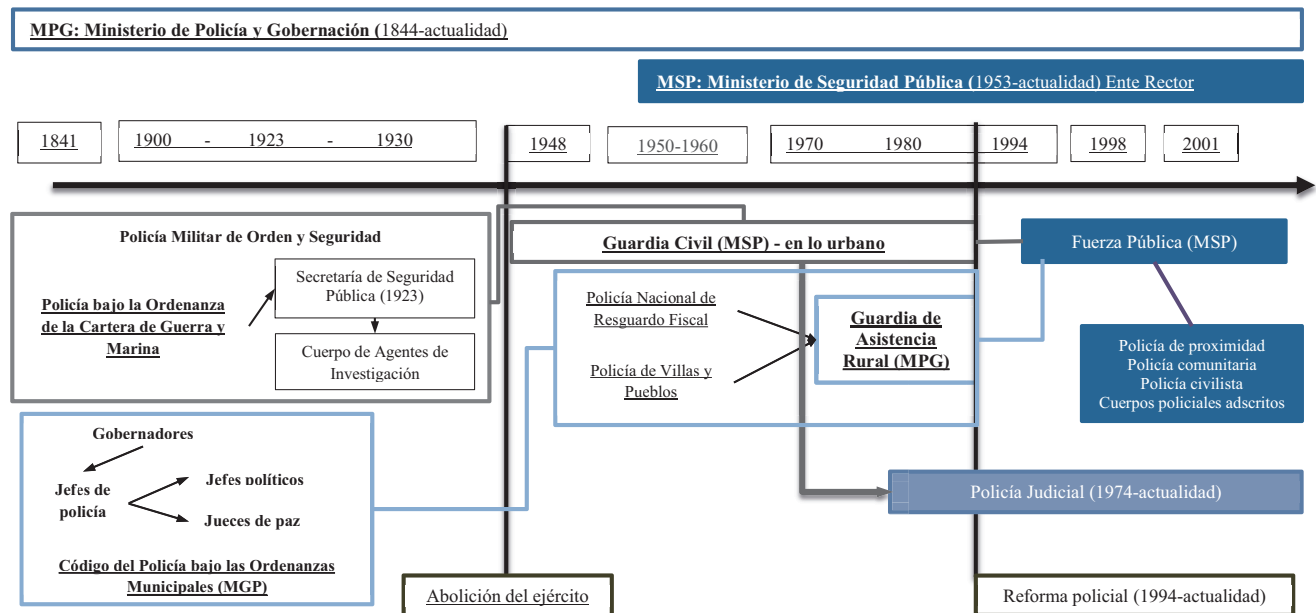 MPG: Ministerio de Policía y Gobernación (1844-actualidad)
MSP: Ministerio de Seguridad Pública (1953-actualidad) Ente Rector
1841
1900 - 1923 - 1930
1948
1950-1960
1970 1980 1994
1998
2001
Policía Militar de Orden y Seguridad
Policía bajo la Ordenanza
de la Cartera de Guerra y
Marina
Secretaría de Seguridad
Pública (1923)
Cuerpo de Agentes de
Investigación
Gobernadores
Jefes de
policía
Jefes políticos
Jueces de paz
Código del Policía bajo las Ordenanzas
Municipales (MGP)
Guardia Civil (MSP) - en lo urbano
Policía Nacional de
Resguardo Fiscal
Policía de Villas y
Pueblos
Guardia de
Asistencia
Rural (MPG)
Fuerza Pública (MSP)
Policía de proximidad
Policía comunitaria
Policía civilista
Cuerpos policiales adscritos
Policía Judicial (1974-actualidad)
Abolición del ejército
Reforma policial (1994-actualidad)